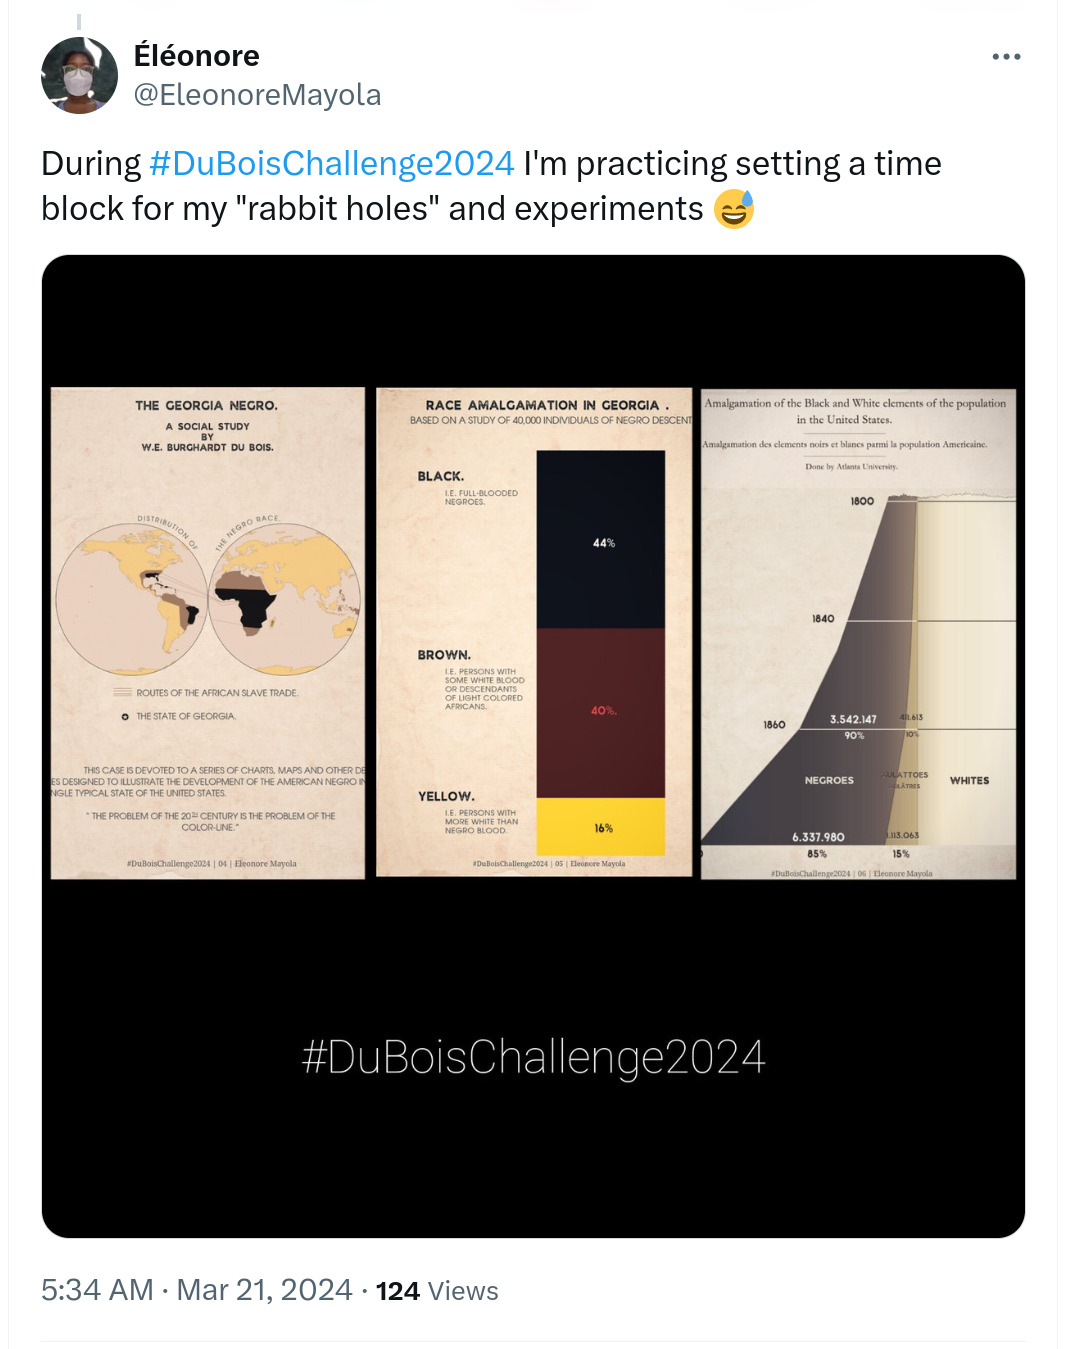 Éléonore
@EleonoreMayola
During #DuBoisChallenge2024 I'm practicing setting a time
block for my "rabbit holes" and experiments 😅
THE GEORGIA NEGRO.
A SOCIAL STUDY
BY
W.E. BURGHARDT DU BOIS.
DISTRIBUTION OF THE NEGRO RACE.
ROUTES OF THE AFRICAN SLAVE TRADE.
THE STATE OF GEORGIA.
THIS CASE IS DEVOTED TO A SERIES OF CHARTS, MAPS AND OTHER DE
ES DESIGNED TO ILLUSTRATE THE DEVELOPMENT OF THE AMERICAN NEGRO IN
NGLE TYPICAL STATE OF THE UNITED STATES.
" THE PROBLEM OF THE 20TH CENTURY IS THE PROBLEM OF THE
COLOR-LINE."
#DuBoisChallenge2024 | 04 | Eleonore Mayola
RACE AMALGAMATION IN GEORGIA .
BASED ON A STUDY OF 40,000 INDIVIDUALS OF NEGRO DESCENT
BLACK.
I.E. FULL-BLOODED
NEGROES.
44%
BROWN.
I.E. PERSONS WITH
SOME WHITE BLOOD
OR DESCENDANTS
OF LIGHT COLORED
AFRICANS.
40%.
YELLOW.
I.E. PERSONS WITH
MORE WHITE THAN
NEGRO BLOOD.
16%
#DuBoisChallenge2024 | 05 | Eleonore Mayola
Amalgamation of the Black and White elements of the population
in the United States.
Amalgamation des elements noirs et blancs parmi la population Americaine.
Done by Atlanta University.
1800
1840
1860
3.542.147
411.613
90%
10%
NEGROES
WHITES
6.337.980
1.113.063
85%
15%
#DuBoisChallenge2024 | 06 | Eleonore Mayola
#DuBoisChallenge2024
5:34 AM · Mar 21, 2024 · 124 Views